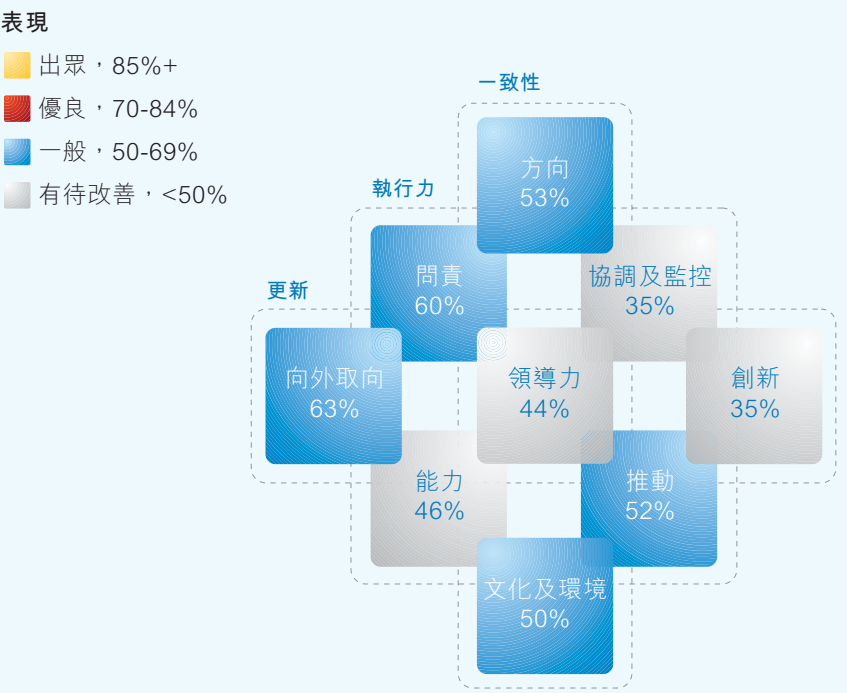 表現
出眾，85%+
優良，70-84%
一般，50-69%
有待改善，<50%
一致性
方向
53%
執行力
問責
60%
協調及監控
35%
更新
向外取向
63%
領導力
44%
創新
35%
能力
46%
推動
52%
文化及環境
50%